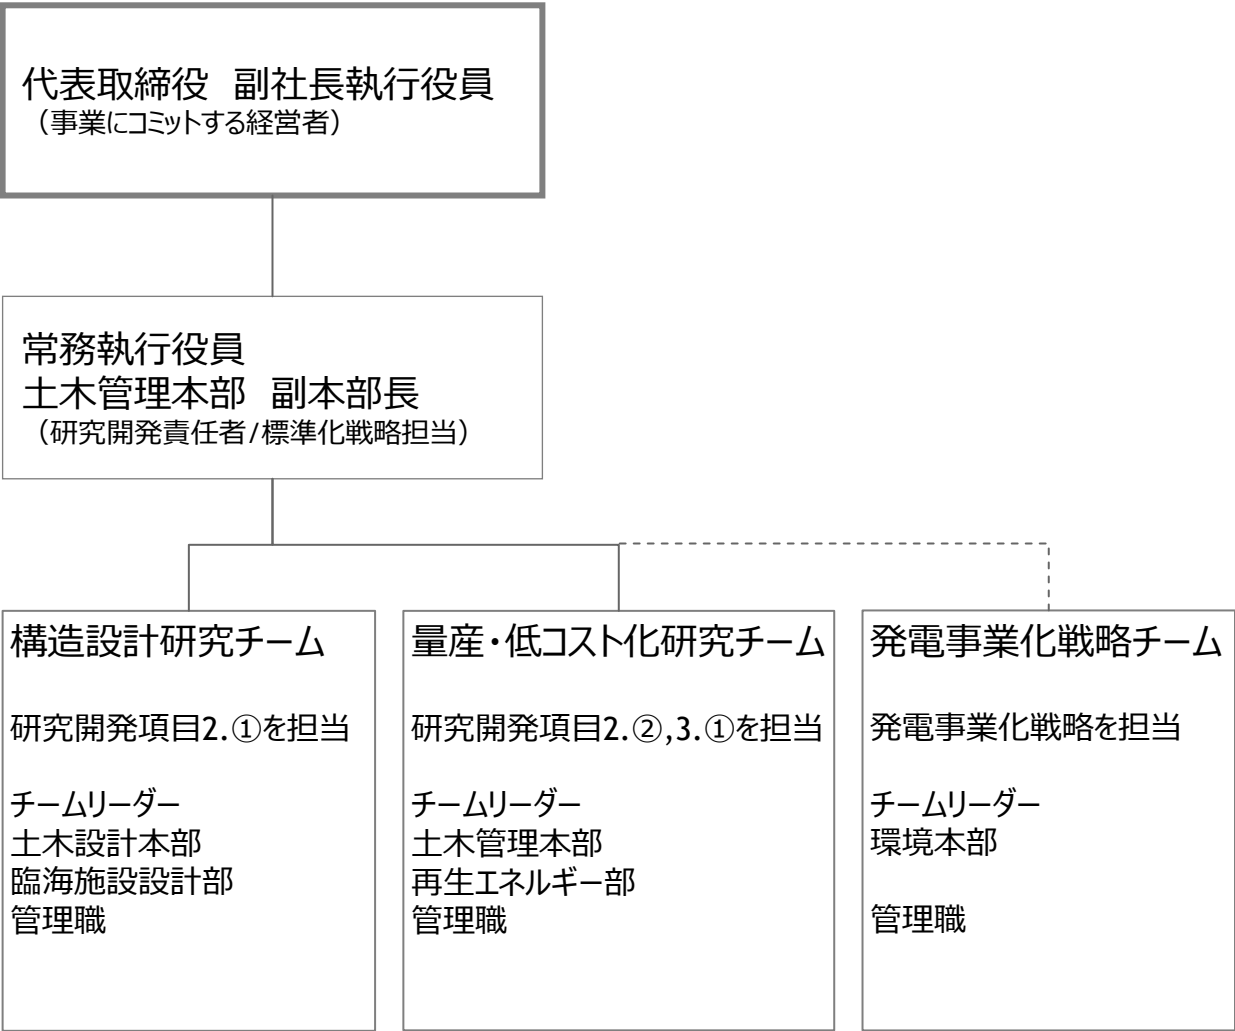 代表取締役　副社長執行役員
（事業にコミットする経営者）
常務執行役員
土木管理本部　副本部長
（研究開発責任者/標準化戦略担当）
構造設計研究チーム
研究開発項目2.①を担当
チームリーダー
土木設計本部
臨海施設設計部
管理職
量産・低コスト化研究チーム
研究開発項目2.②,3.①を担当
チームリーダー
土木管理本部
再生エネルギー部
管理職
発電事業化戦略チーム
発電事業化戦略を担当
チームリーダー
環境本部
管理職